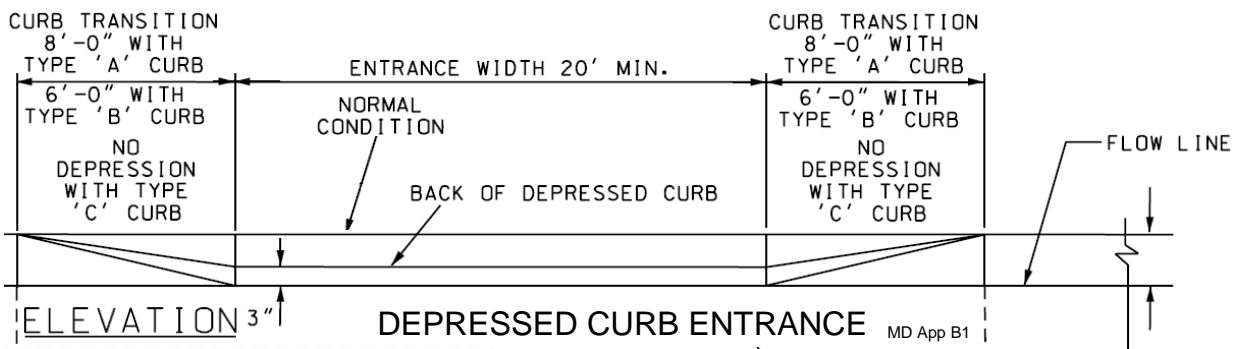 CURB TRANSITION
8'-0" WITH
TYPE 'A' CURB
6'-0" WITH
TYPE 'B' CURB
NO
DEPRESSION
WITH TYPE
'C' CURB
ENTRANCE WIDTH 20' MIN.
NORMAL
CONDITION
BACK OF DEPRESSED CURB
CURB TRANSITION
8'-0" WITH
TYPE 'A' CURB
6'-0" WITH
TYPE 'B' CURB
NO
DEPRESSION
WITH TYPE
'C' CURB
FLOW LINE
ELEVATION
3"
DEPRESSED CURB ENTRANCE
MD App B1